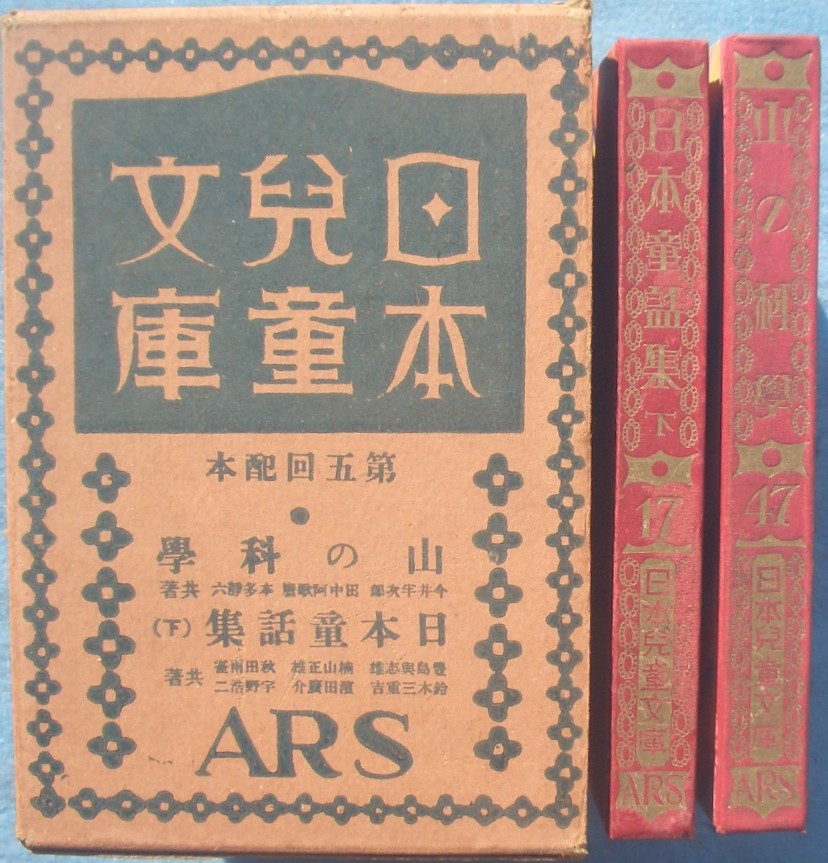 日本
兒童
文庫
第五回配本
山の科學
今井半次郎 田中阿歌麿 本多靜六 共著
日本童話集（下）
豐島與志雄 楠山正雄 秋田雨雀
鈴木三重吉 濱田廣介 宇野浩二 共著
ARS
日本童話集 下
17
日本兒童文庫
ARS
山の科學
47
日本兒童文庫
ARS